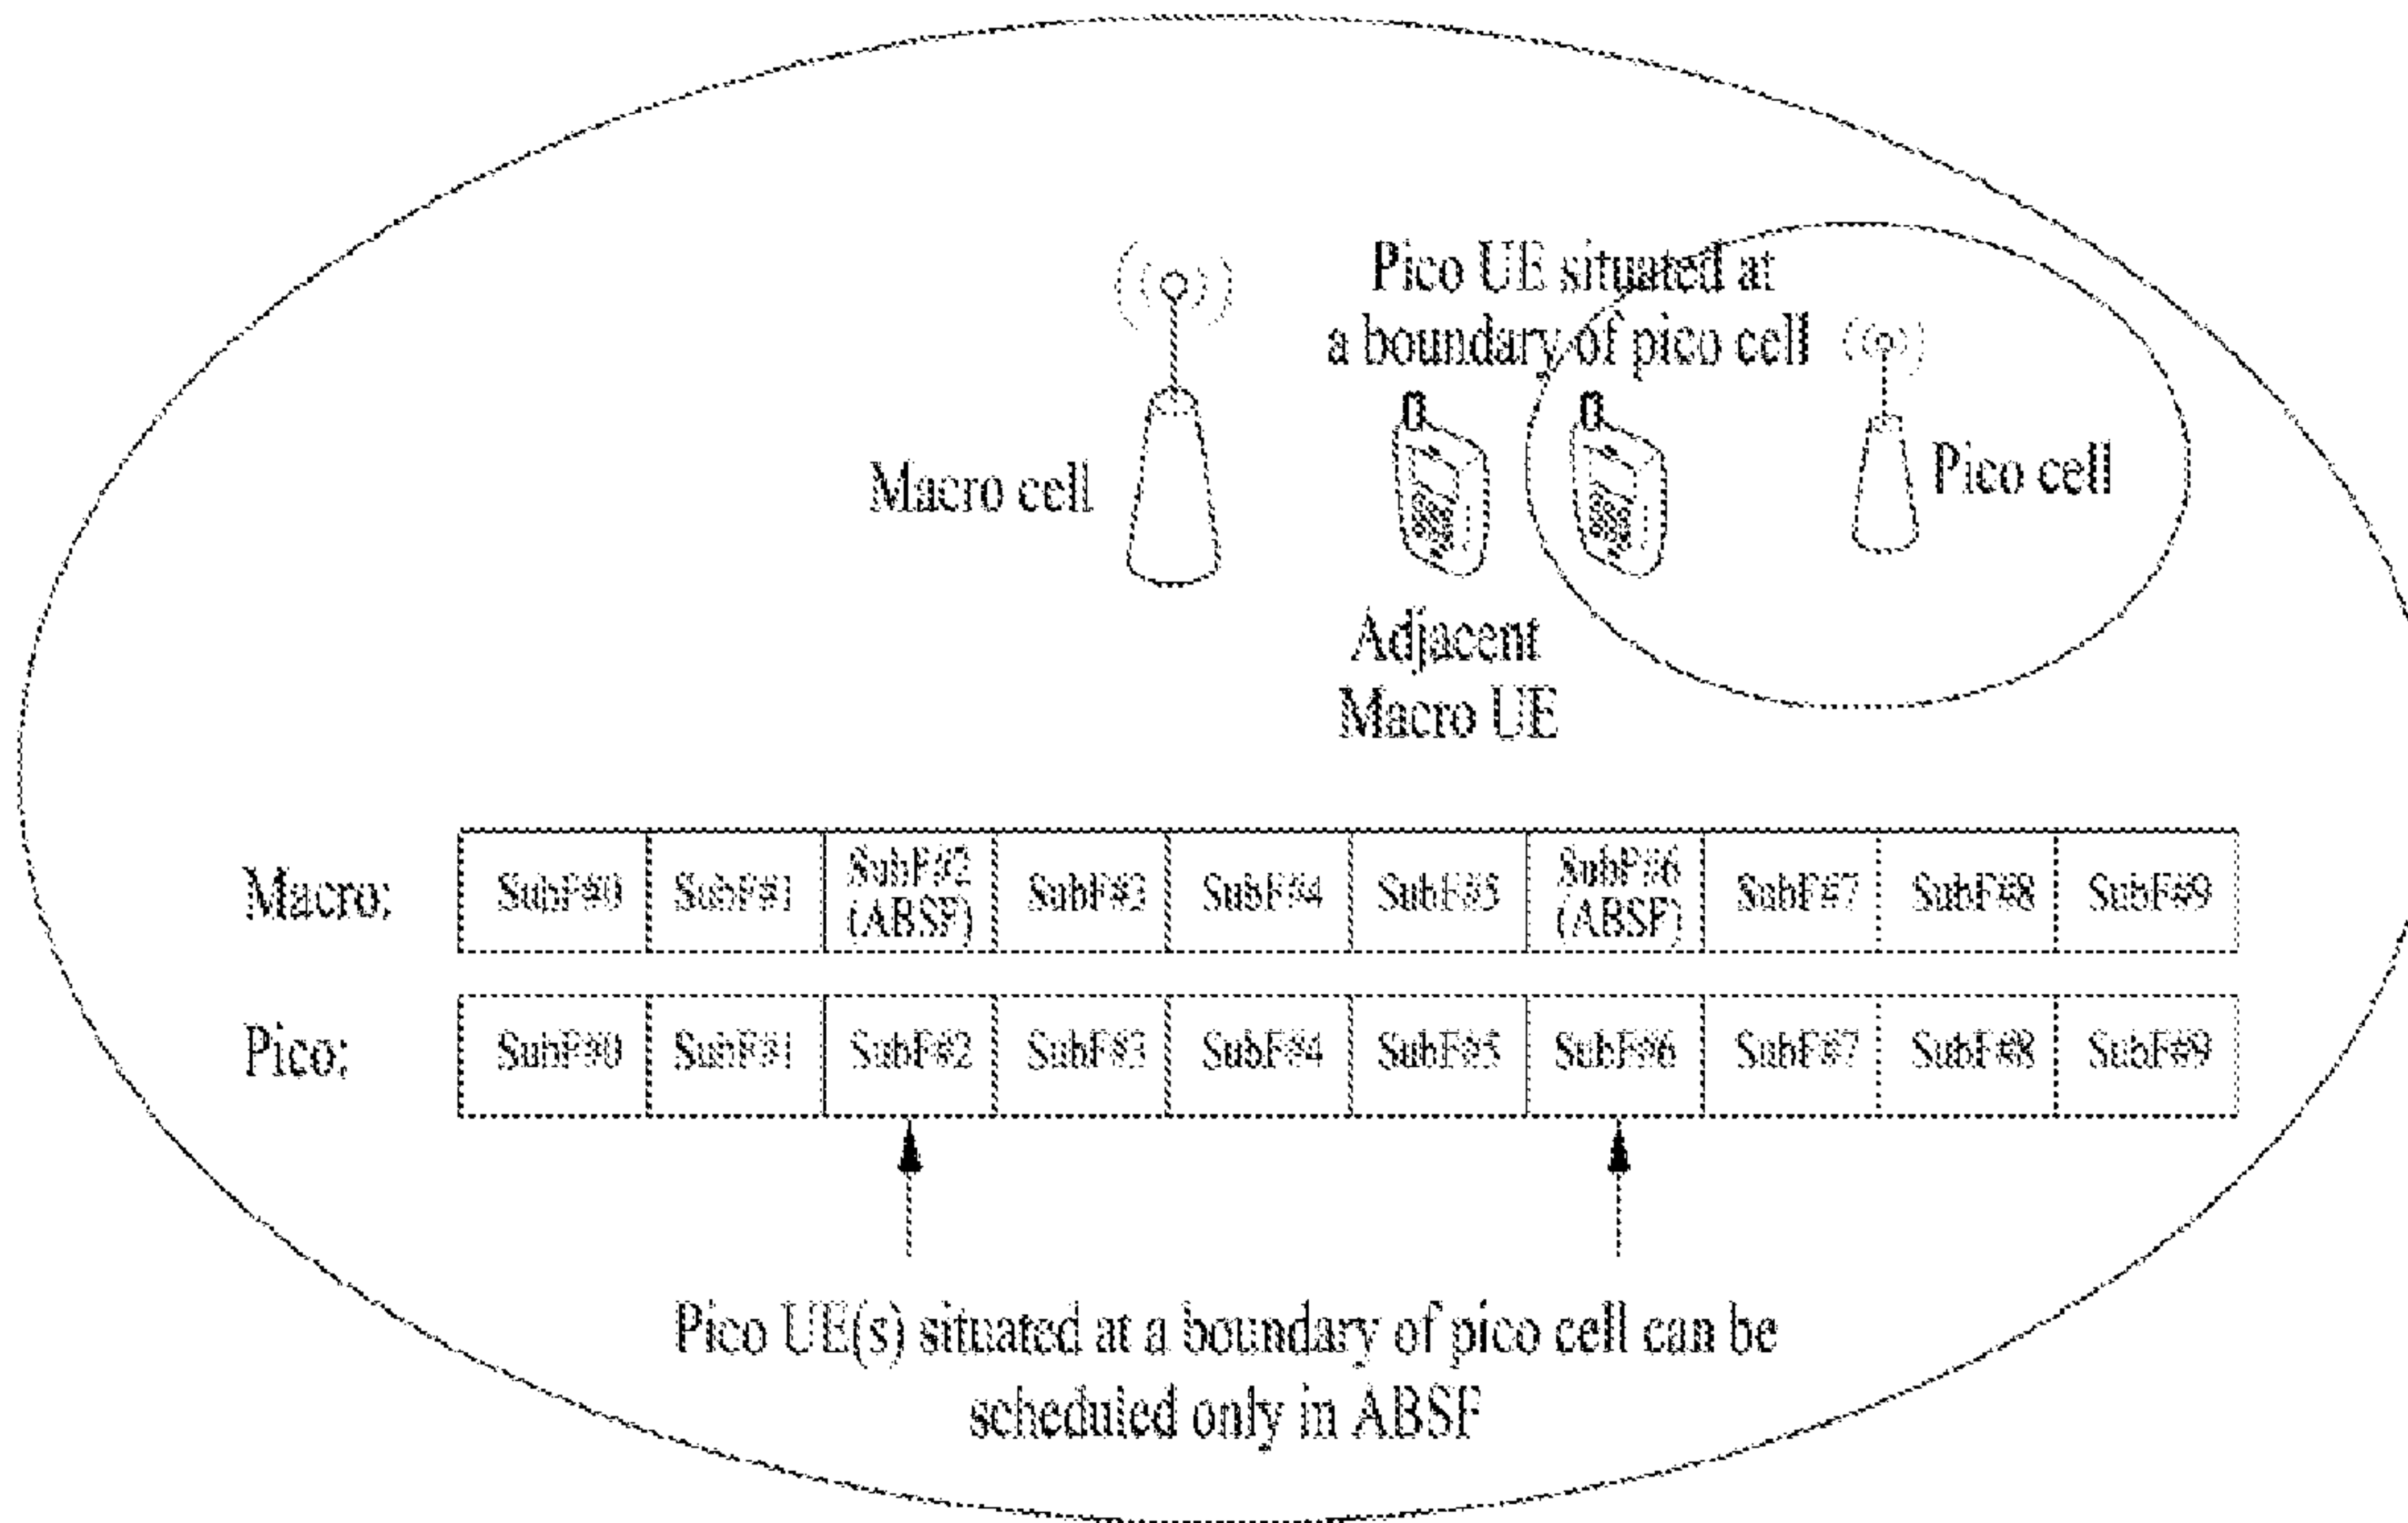 Pico UE situated at
a boundary of pico cell
Macro cell
Pico cell
Adjacent
Macro UE
Macro: SubF#0 SubF#1 SubF#2 (ABSF) SubF#3 SubF#4 SubF#5 SubF#6 (ABSF) SubF#7 SubF#8 SubF#9
Pico: SubF#0 SubF#1 SubF#2 SubF#3 SubF#4 SubF#5 SubF#6 SubF#7 SubF#8 SubF#9
Pico UE(s) situated at a boundary of pico cell can be
scheduled only in ABSF